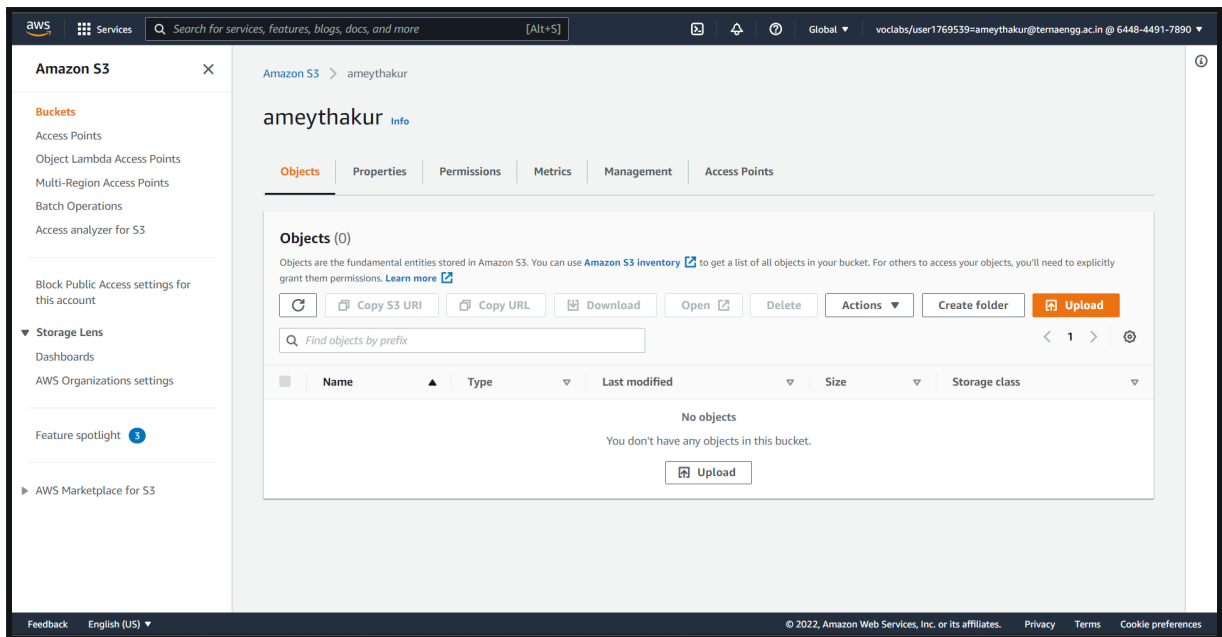 aws Services Search for services, features, blogs, docs, and more [Alt+S] Global ▼ voclabs/user1769539=ameythakur@ternaengg.ac.in @ 6448-4491-7890 ▼
Amazon S3
Buckets
Access Points
Object Lambda Access Points
Multi-Region Access Points
Batch Operations
Access analyzer for S3
Block Public Access settings for
this account
Storage Lens
Dashboards
AWS Organizations settings
Feature spotlight 3
AWS Marketplace for S3
Amazon S3 > ameythakur
ameythakur Info
Objects Properties Permissions Metrics Management Access Points
Objects (0)
Objects are the fundamental entities stored in Amazon S3. You can use Amazon S3 inventory to get a list of all objects in your bucket. For others to access your objects, you'll need to explicitly
grant them permissions. Learn more
Copy S3 URI Copy URL Download Open Delete Actions ▼ Create folder Upload
Find objects by prefix < 1 >
Name Type Last modified Size Storage class
No objects
You don't have any objects in this bucket.
Upload
Feedback English (US) ▼ © 2022, Amazon Web Services, Inc. or its affiliates. Privacy Terms Cookie preferences